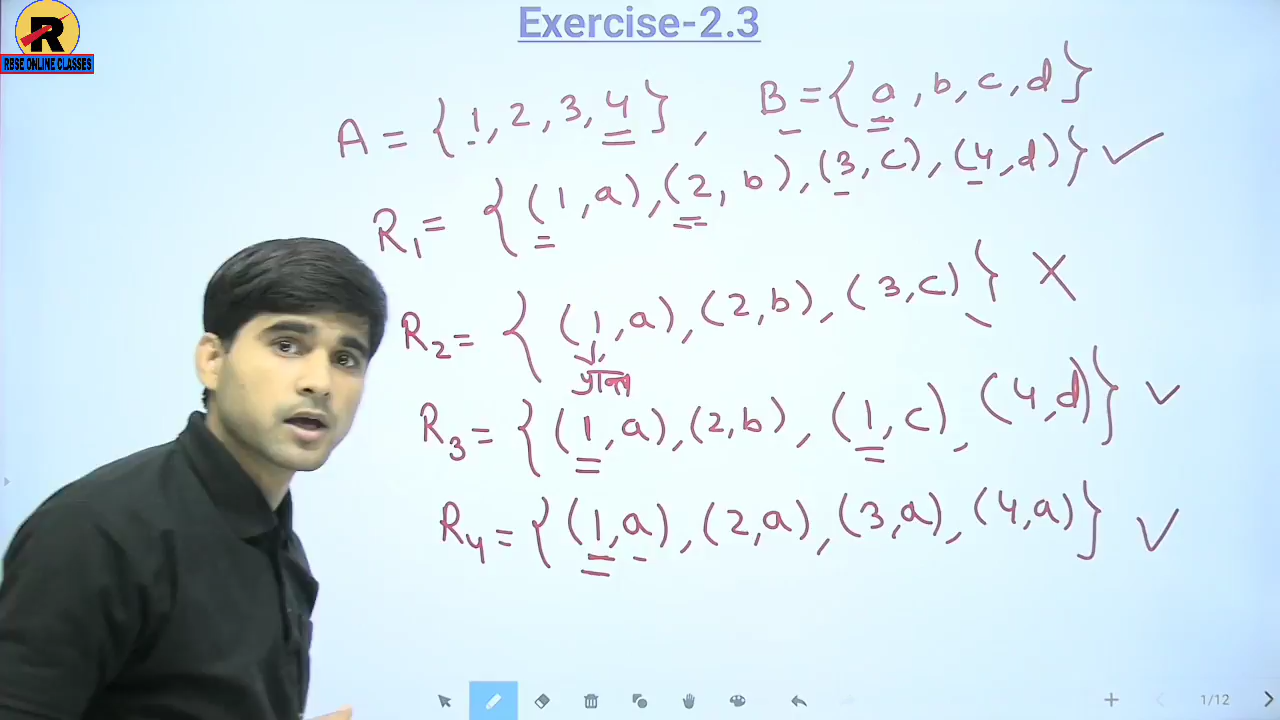 R
RBSE ONLINE CLASSES
Exercise-2.3
A = {1, 2, 3, 4}, B = {a, b, c, d}
R₁ = {(1, a), (2, b), (3, c), (4, d)} ✓
R₂ = {(1, a), (2, b), (3, c)} ✗
R₃ = {(1, a), (2, b), (1, c), (4, d)} ✓
R₄ = {(1, a), (2, a), (3, a), (4, a)} ✓
1/12